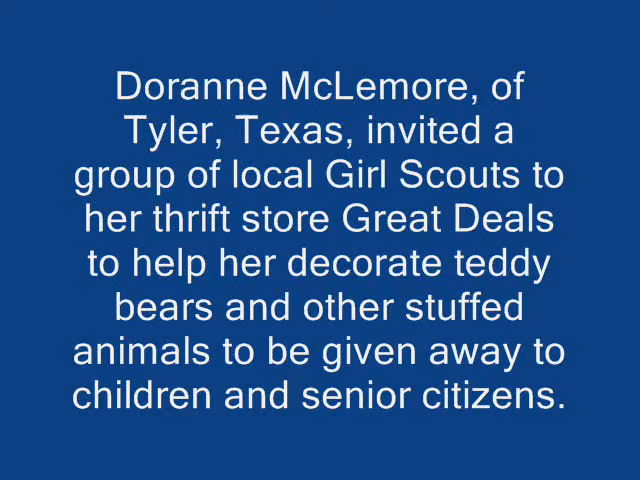 Doranne McLemore, of
Tyler, Texas, invited a
group of local Girl Scouts to
her thrift store Great Deals
to help her decorate teddy
bears and other stuffed
animals to be given away to
children and senior citizens.